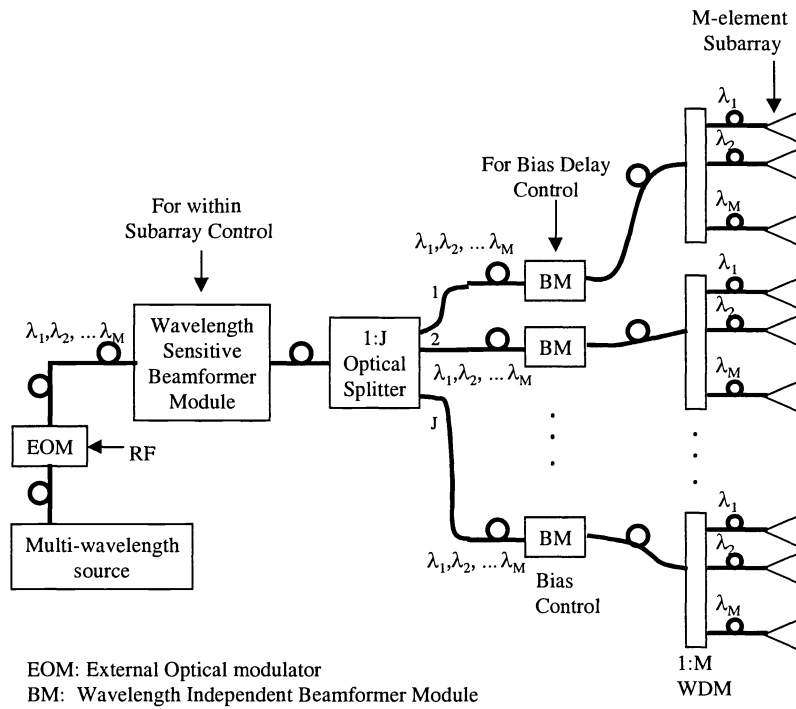 M-element
Subarray
λ1
λ2
λM
For Bias Delay
Control
For within
Subarray Control
λ1,λ2, ...λM
BM
1
λ1
λ2
λM
λ1,λ2, ...λM
Wavelength
Sensitive
Beamformer
Module
1:J
Optical
Splitter
2
BM
λ1,λ2, ...λM
J
EOM
RF
λ1
λ2
λM
Multi-wavelength
source
BM
λ1,λ2, ...λM
Bias
Control
1:M
WDM
EOM: External Optical modulator
BM: Wavelength Independent Beamformer Module